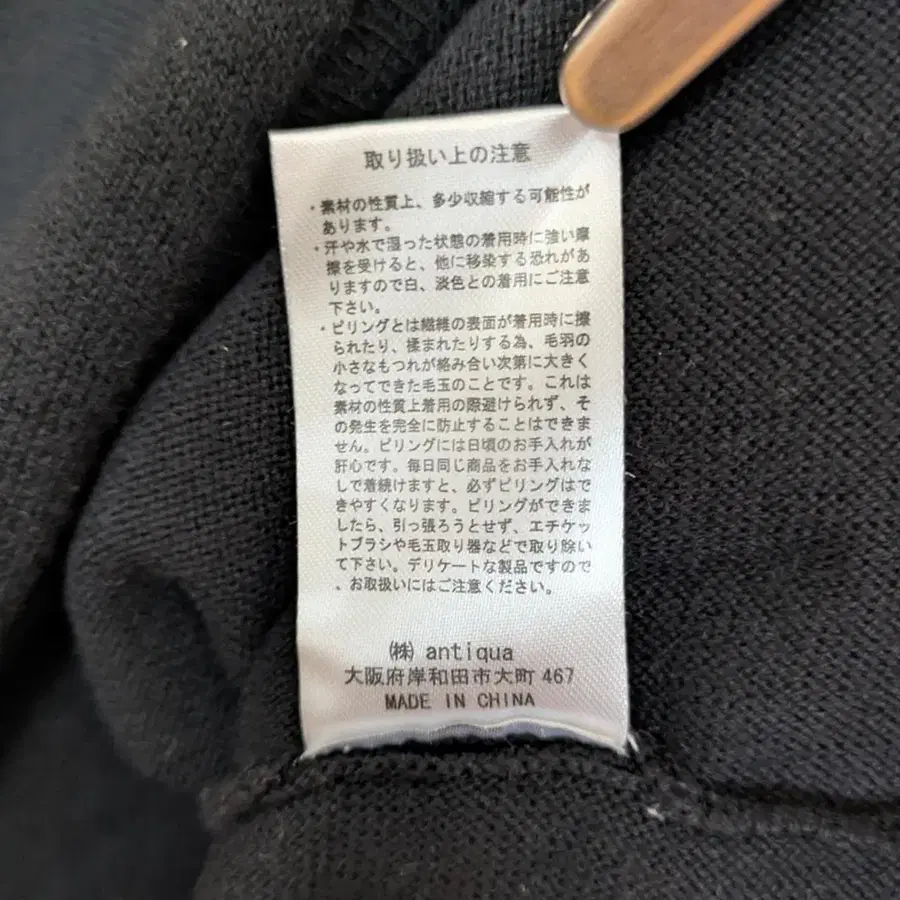 取り扱い上の注意
・素材の性質上、多少収縮する可能性が
あります。
・汗や水で湿った状態の着用時に強い摩
擦を受けると、他に移染する恐れがあ
りますので白、淡色との着用にご注意
下さい。
・ピリングとは繊維の表面が着用時に擦
られたり、揉まれたりする為、毛羽の
小さなもつれが絡み合い次第に大きく
なってできた毛玉のことです。これは
素材の性質上着用の際避けられず、そ
の発生を完全に防止することはできま
せん。ピリングには日頃のお手入れが
肝心です。毎日同じ商品をお手入れな
しで着続けますと、必ずピリングはで
きやすくなります。ピリングができま
したら、引っ張ろうとせず、エチケッ
トブラシや毛玉取り器などで取り除い
て下さい。デリケートな製品ですので
、お取扱いにはご注意ください。
㈱ antiqua
大阪府岸和田市大町 467
MADE IN CHINA